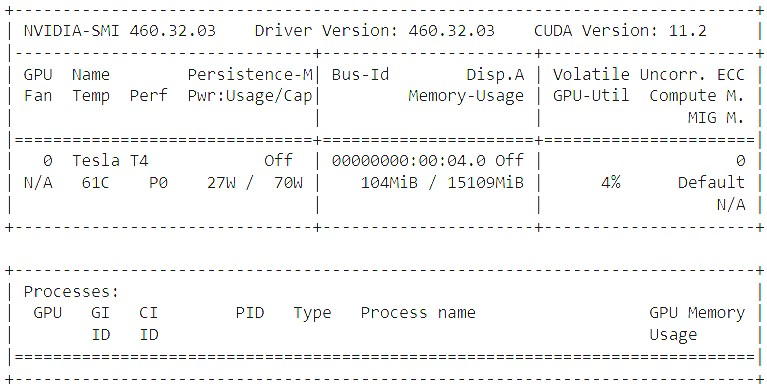 +-----------------------------------------------------------------------------+
| NVIDIA-SMI 460.32.03    Driver Version: 460.32.03    CUDA Version: 11.2     |
|-------------------------------+----------------------+----------------------+
| GPU  Name        Persistence-M| Bus-Id        Disp.A | Volatile Uncorr. ECC |
| Fan  Temp  Perf  Pwr:Usage/Cap|         Memory-Usage | GPU-Util  Compute M. |
|                               |                      |               MIG M. |
|===============================+======================+======================|
|   0  Tesla T4            Off  | 00000000:00:04.0 Off |                    0 |
| N/A   61C    P0    27W /  70W |    104MiB / 15109MiB |      4%      Default |
|                               |                      |                  N/A |
+-------------------------------+----------------------+----------------------+

+-----------------------------------------------------------------------------+
| Processes:                                                                  |
|  GPU   GI   CI        PID   Type   Process name                  GPU Memory |
|        ID   ID                                                   Usage      |
|=============================================================================|
+-----------------------------------------------------------------------------+